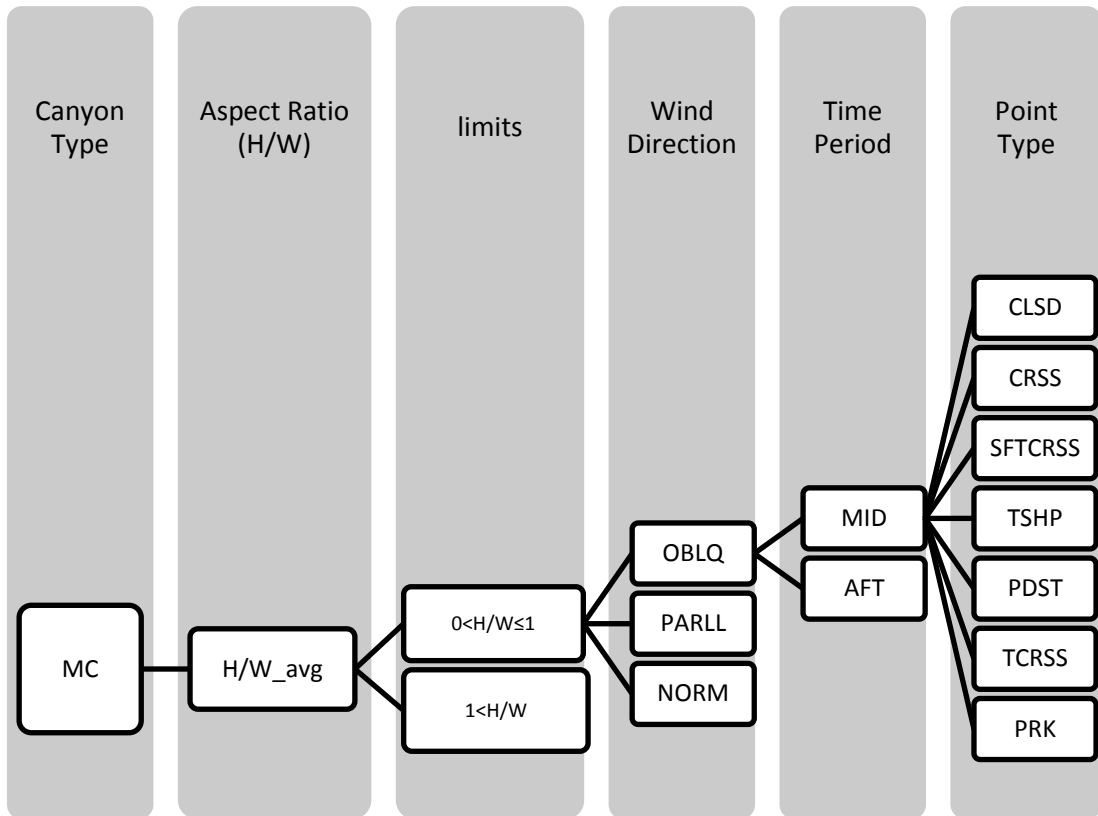 Canyon
Type
Aspect Ratio
(H/W)
limits
Wind
Direction
Time
Period
Point
Type
MC
H/W_avg
0<H/W≤1
1<H/W
OBLQ
PARLL
NORM
MID
AFT
CLSD
CRSS
SFTCRSS
TSHP
PDST
TCRSS
PRK